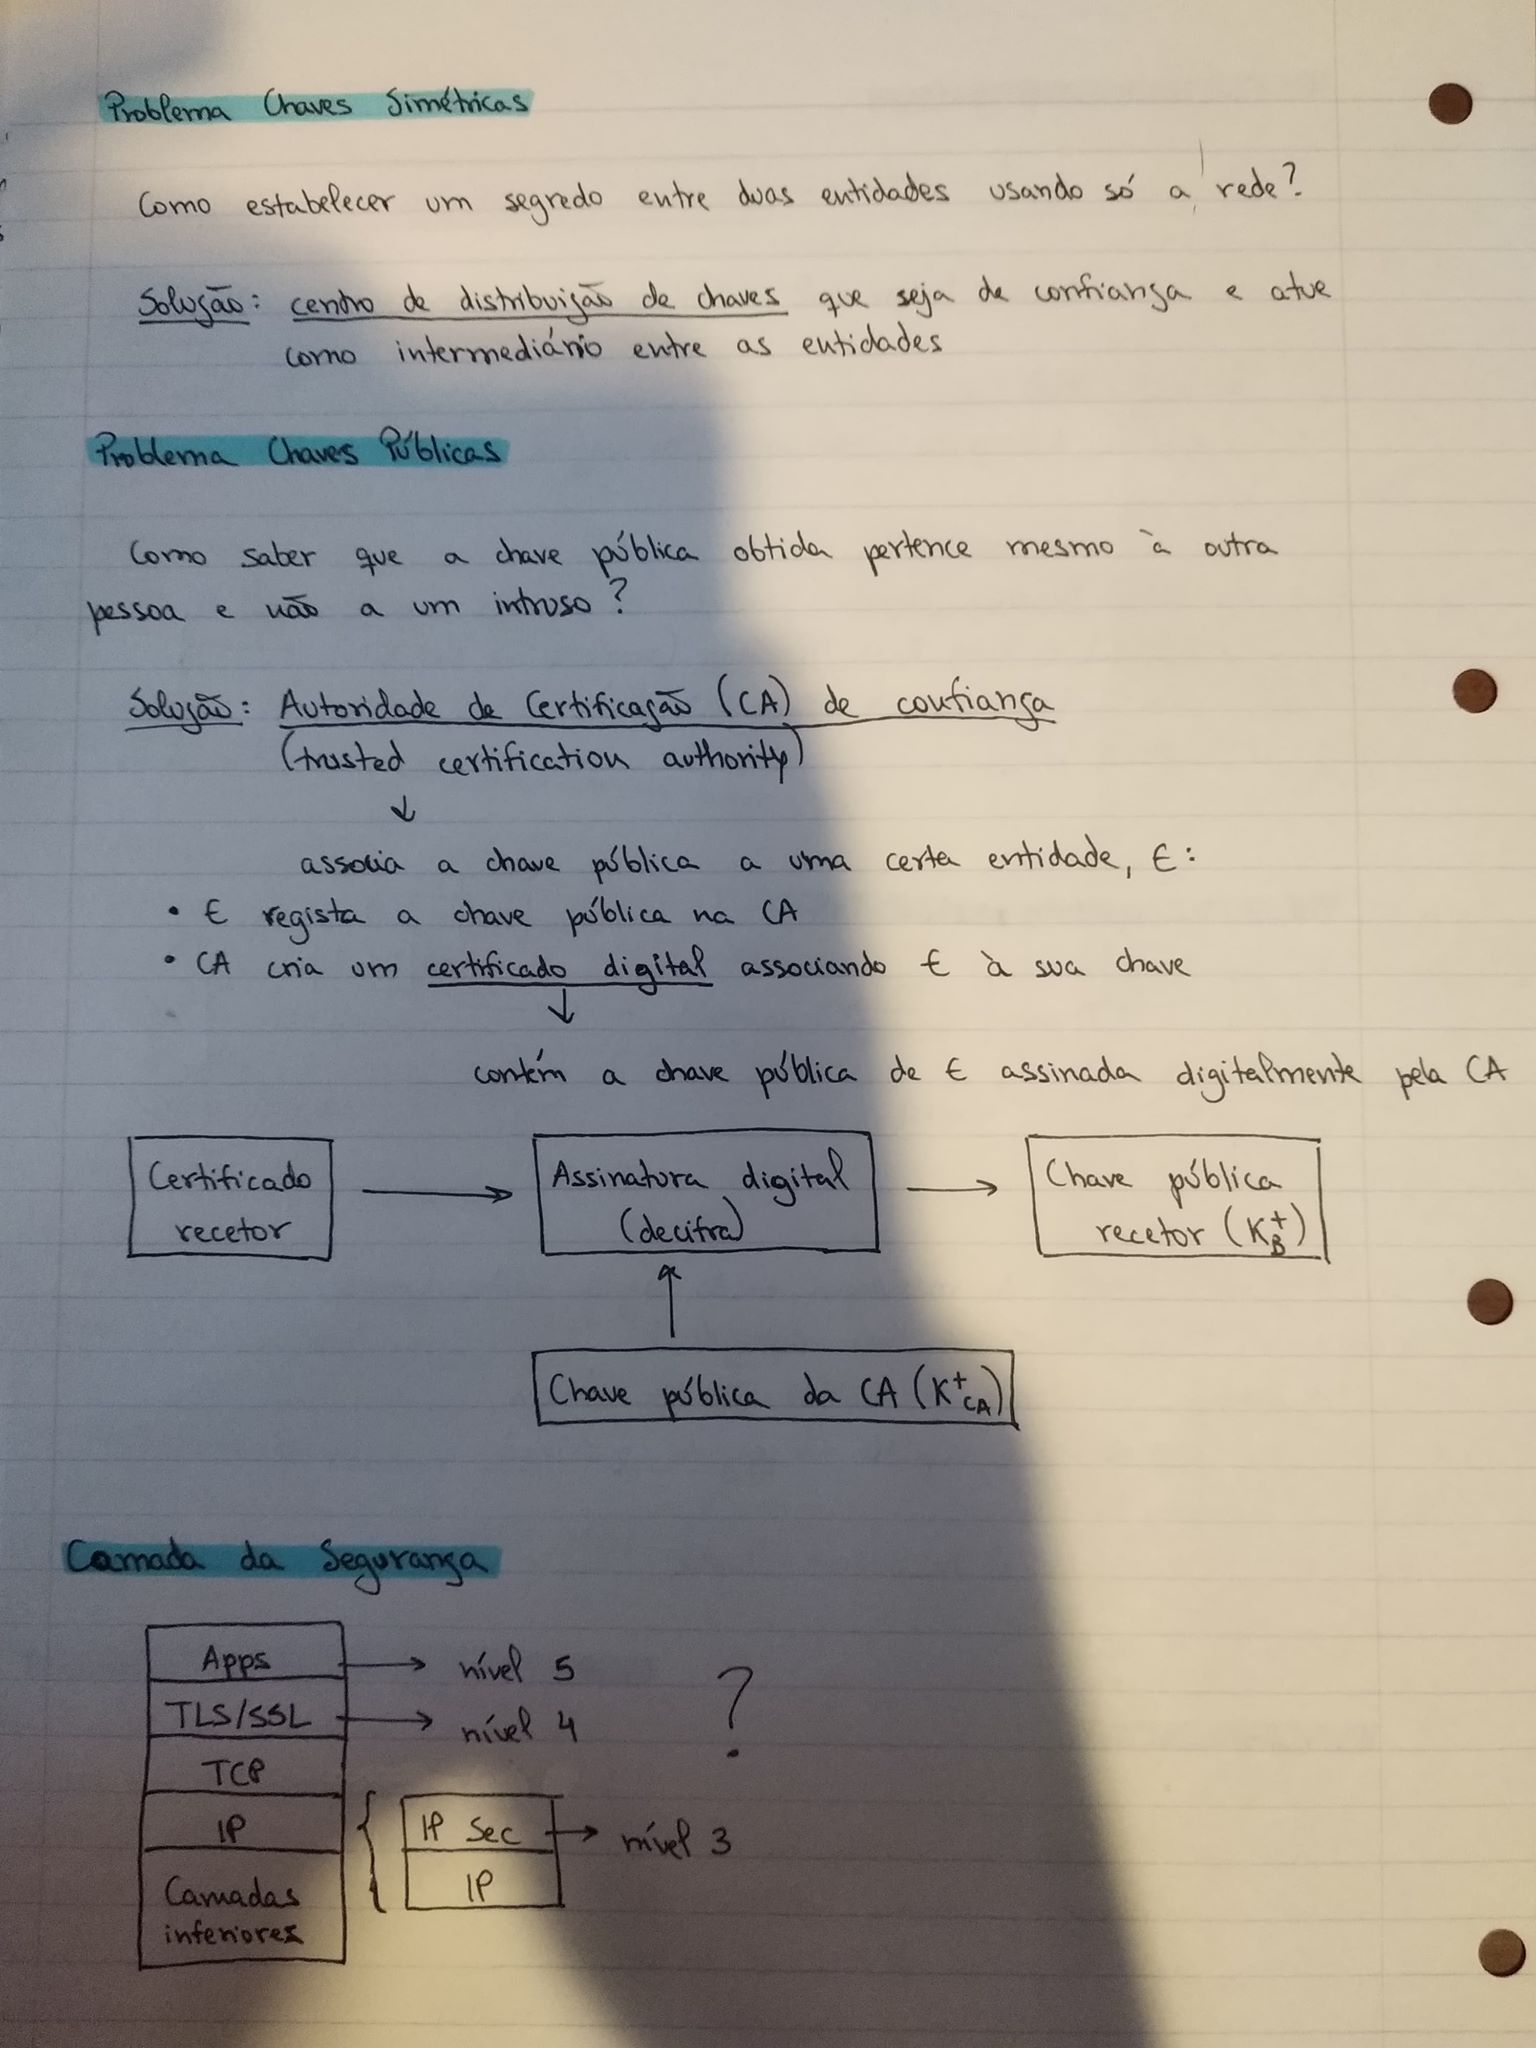 Problema Chaves Simétricas
Como estabelecer um segredo entre duas entidades usando só a rede?
Solução: centro de distribuição de chaves que seja de confiança e atue
como intermediário entre as entidades
Problema Chaves Públicas
Como saber que a chave pública obtida pertence mesmo à outra
pessoa e não a um intruso?
Solução: Autoridade de Certificação (CA) de confiança
(trusted certification authority)
↓
associa a chave pública a uma certa entidade, E:
• E regista a chave pública na CA
• CA cria um certificado digital associando E à sua chave
↓
contém a chave pública de E assinada digitalmente pela CA
Certificado
recetor
→
Assinatura digital
(decifra)
→
Chave pública
recetor (K_B^+)
↑
Chave pública da CA (K^+_CA)
Camada da Segurança
Apps → nível 5
TLS/SSL → nível 4
?
TCP
IP
{ IP Sec → nível 3
IP
Camadas
inferiores